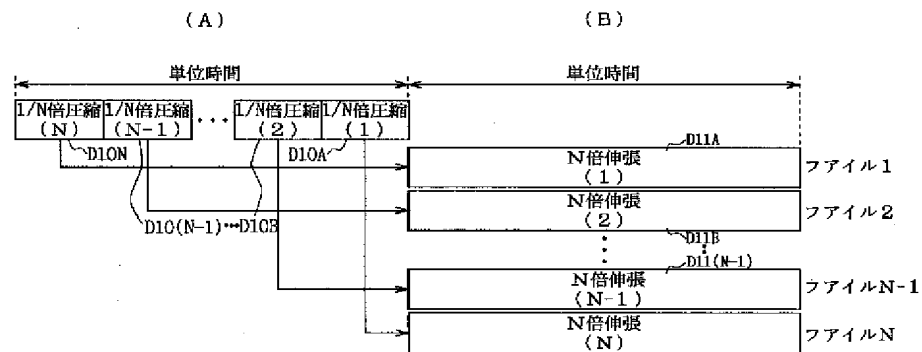 (A)
(B)
単位時間
単位時間
1/N倍圧縮 (N)
1/N倍圧縮 (N-1)
･･･
1/N倍圧縮 (2)
1/N倍圧縮 (1)
D10N
D10A
D10(N-1)･･･D10B
D11A
N倍伸張 (1)
ファイル1
N倍伸張 (2)
ファイル2
D11B
D11(N-1)
N倍伸張 (N-1)
ファイルN-1
N倍伸張 (N)
ファイルN